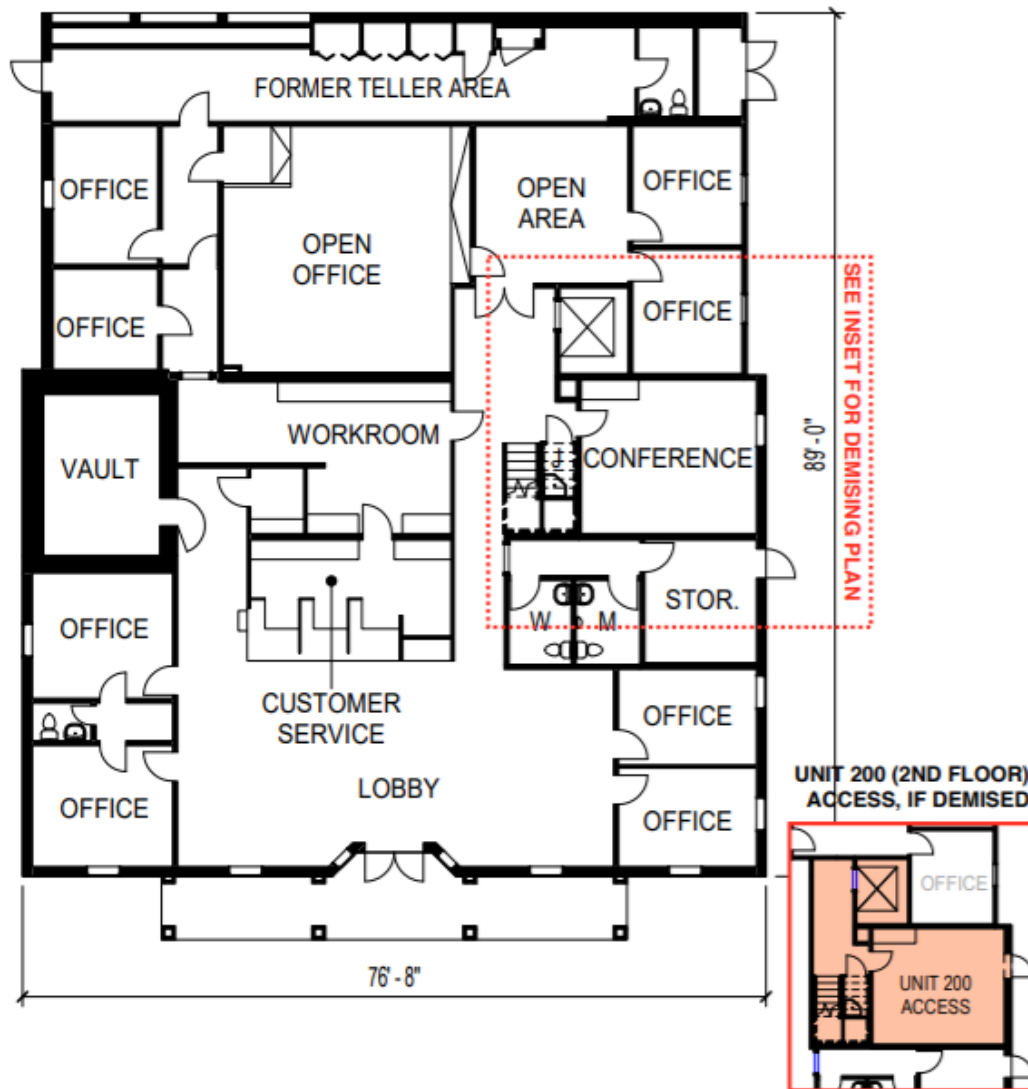 FORMER TELLER AREA
OFFICE
OPEN
AREA
OFFICE
OPEN
OFFICE
OFFICE
OFFICE
SEE INSET FOR DEMISING PLAN
89' - 0"
WORKROOM
VAULT
CONFERENCE
STOR.
W
M
OFFICE
CUSTOMER
SERVICE
OFFICE
LOBBY
OFFICE
OFFICE
UNIT 200 (2ND FLOOR)
ACCESS, IF DEMISED
OFFICE
76' - 8"
UNIT 200
ACCESS